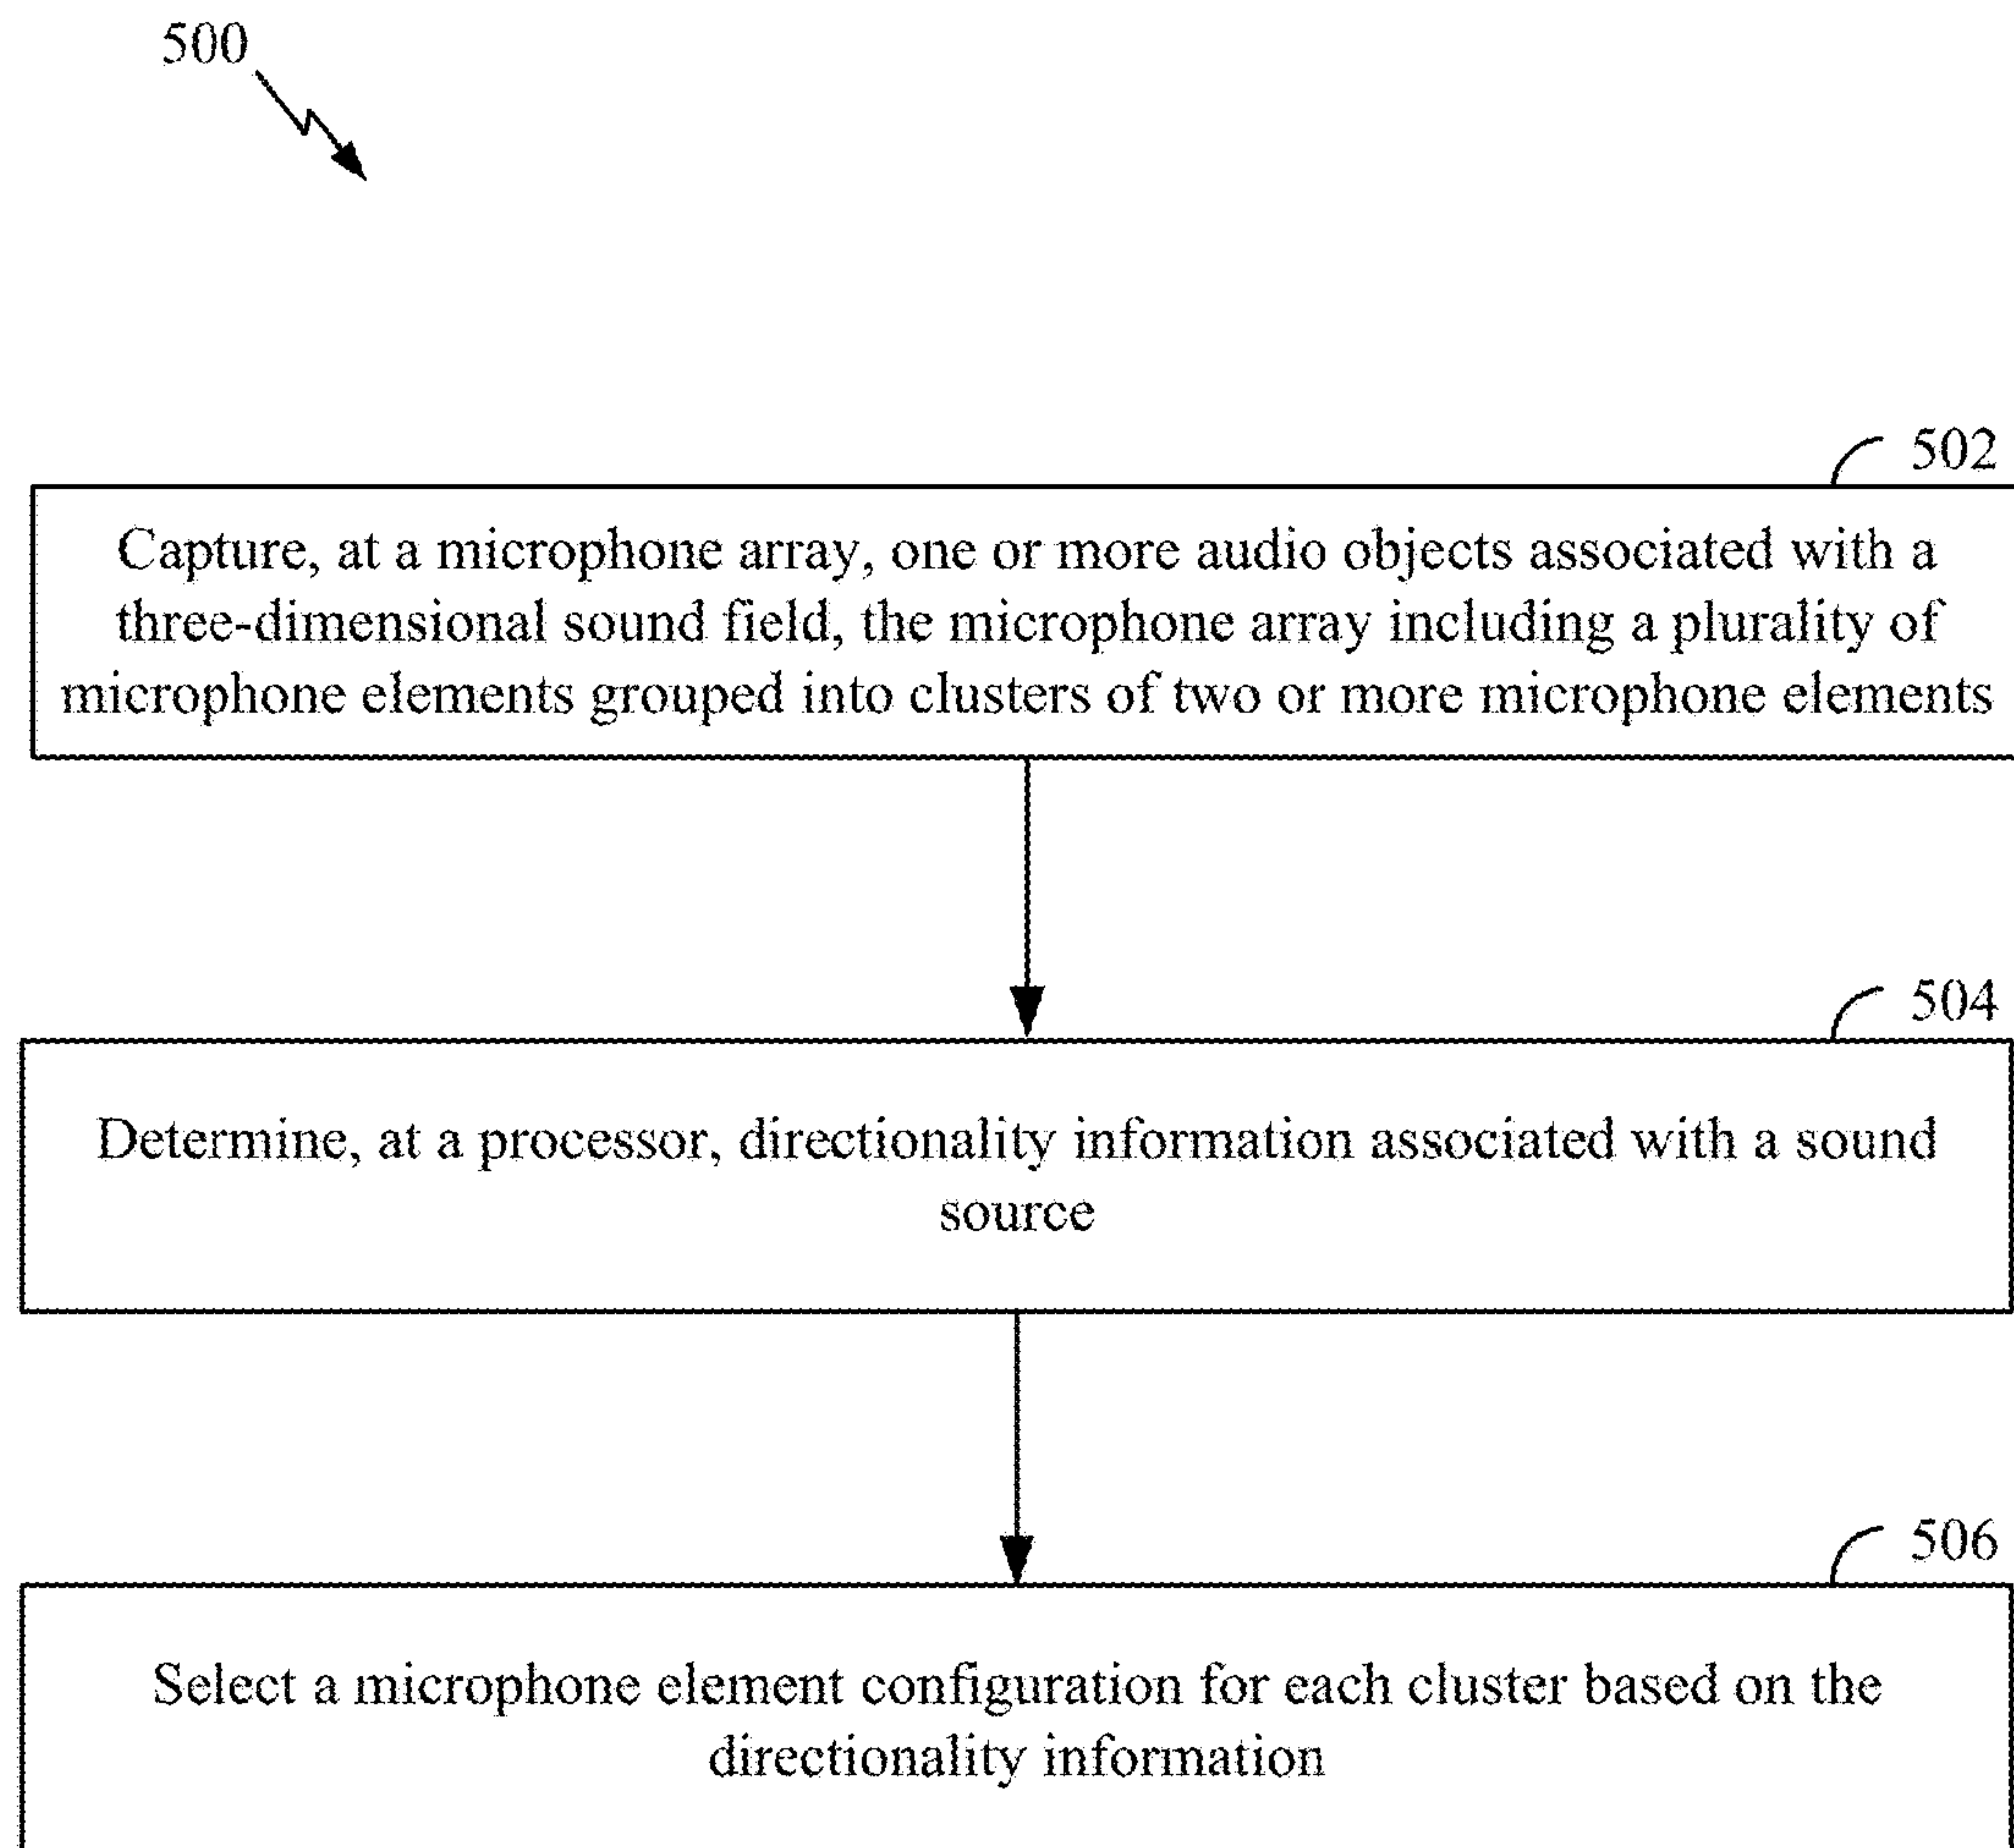 500
502
Capture, at a microphone array, one or more audio objects associated with a
three-dimensional sound field, the microphone array including a plurality of
microphone elements grouped into clusters of two or more microphone elements
504
Determine, at a processor, directionality information associated with a sound
source
506
Select a microphone element configuration for each cluster based on the
directionality information